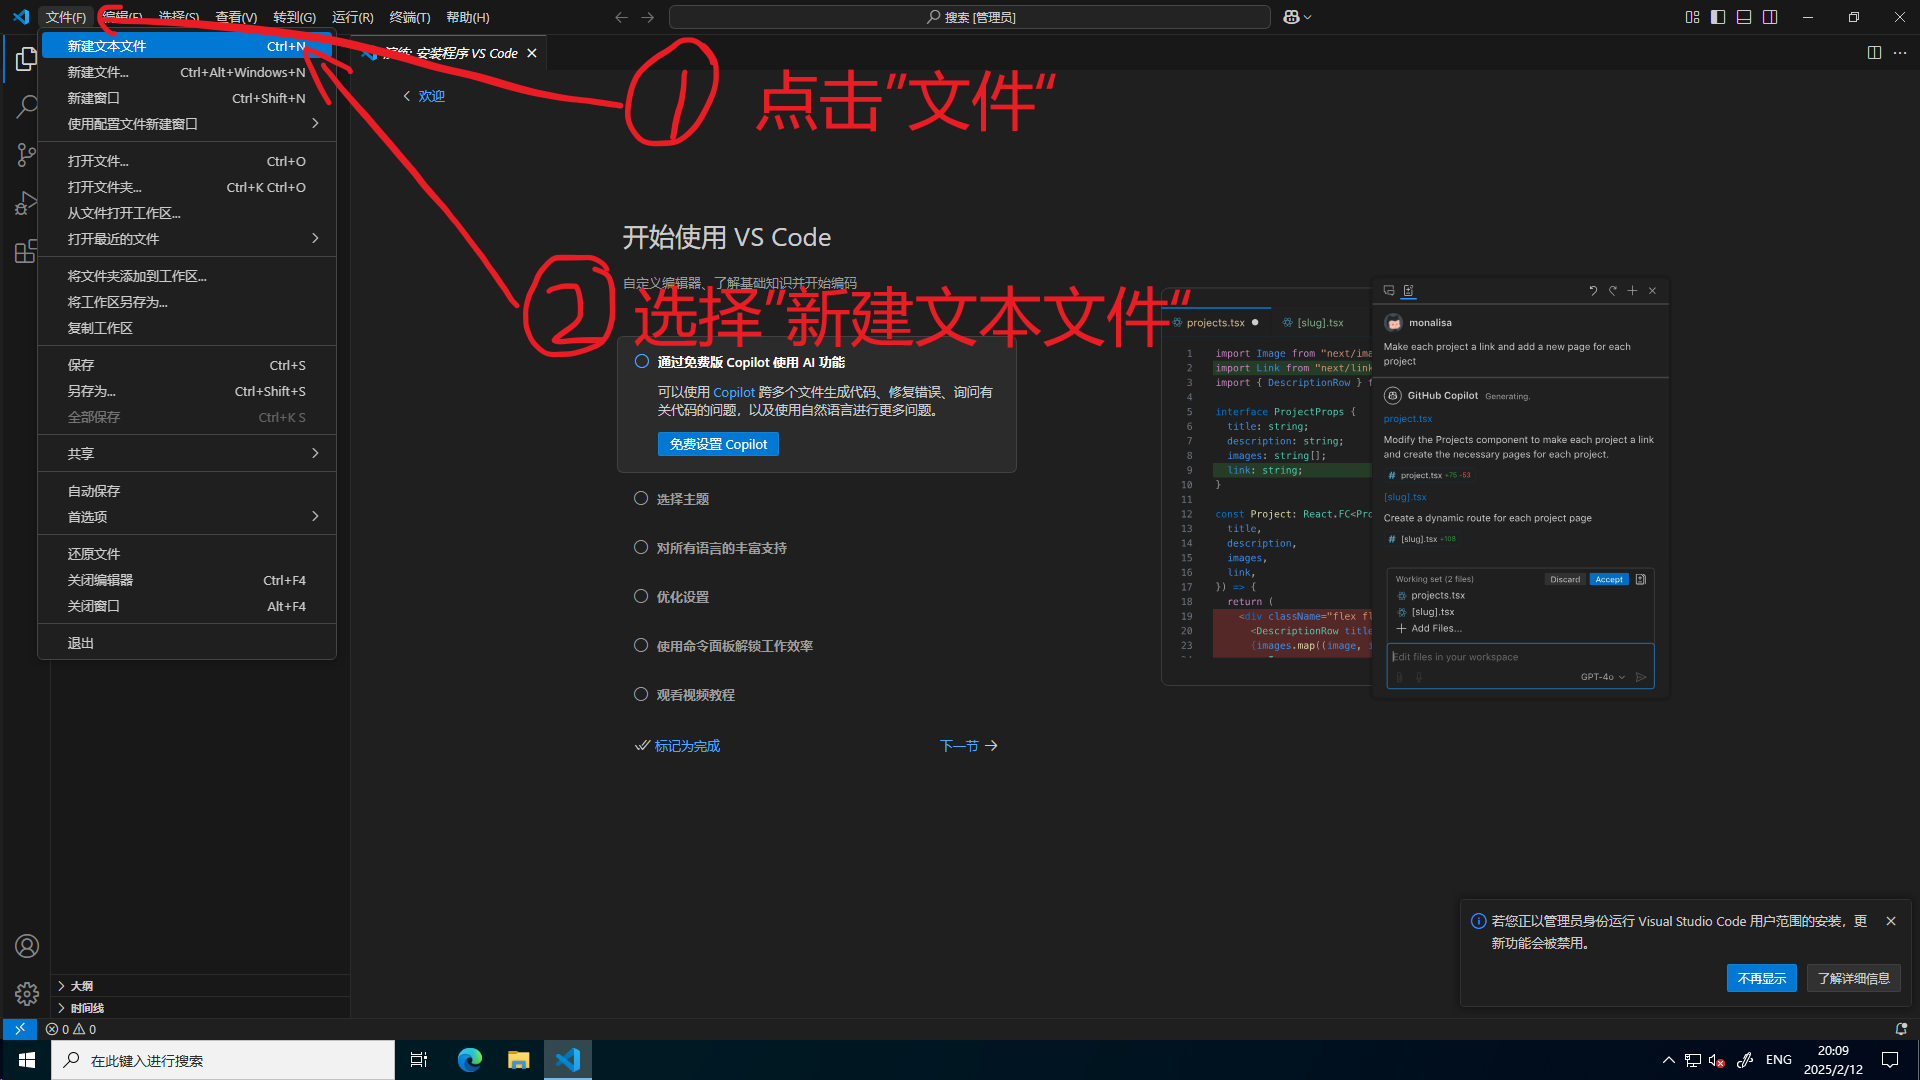 文件(F) 编辑(E) 选择(S) 查看(V) 转到(G) 运行(R) 终端(T) 帮助(H)
搜索 [管理员]
新建文本文件 Ctrl+N
新建文件... Ctrl+Alt+Windows+N
新建窗口 Ctrl+Shift+N
使用配置文件新建窗口
打开文件... Ctrl+O
打开文件夹... Ctrl+K Ctrl+O
从文件打开工作区...
打开最近的文件
将文件夹添加到工作区...
将工作区另存为...
复制工作区
保存 Ctrl+S
另存为... Ctrl+Shift+S
全部保存 Ctrl+K S
共享
自动保存
首选项
还原文件
关闭编辑器 Ctrl+F4
关闭窗口 Alt+F4
退出
安装程序 VS Code
欢迎
① 点击"文件"
开始使用 VS Code
自定义编辑器、了解基础知识并开始编码
② 选择"新建文本文件"
通过免费版 Copilot 使用 AI 功能
可以使用 Copilot 跨多个文件生成代码、修复错误、询问有
关代码的问题，以及使用自然语言进行更多问题。
免费设置 Copilot
选择主题
对所有语言的丰富支持
优化设置
使用命令面板解锁工作效率
观看视频教程
标记为完成
下一节
projects.tsx [slug].tsx
1 import Image from "next/ima
2 import Link from "next/link
3 import { DescriptionRow } f
4
5 interface ProjectProps {
6 title: string;
7 description: string;
8 images: string[];
9 link: string;
10 }
11
12 const Project: React.FC<Pro
13 title,
14 description,
15 images,
16 link,
17 }) => {
18 return (
19 <div className="flex fl
20 <DescriptionRow title
23 {images.map((image, i
monalisa
Make each project a link and add a new page for each
project
GitHub Copilot Generating.
project.tsx
Modify the Projects component to make each project a link
and create the necessary pages for each project.
# project.tsx +75 -53
[slug].tsx
Create a dynamic route for each project page
# [slug].tsx +108
Working set (2 files) Discard Accept
projects.tsx
[slug].tsx
Add Files...
Edit files in your workspace
GPT-4o
若您正以管理员身份运行 Visual Studio Code 用户范围的安装，更
新功能会被禁用。
不再显示 了解详细信息
大纲
时间线
0 0
在此键入进行搜索
ENG
20:09
2025/2/12